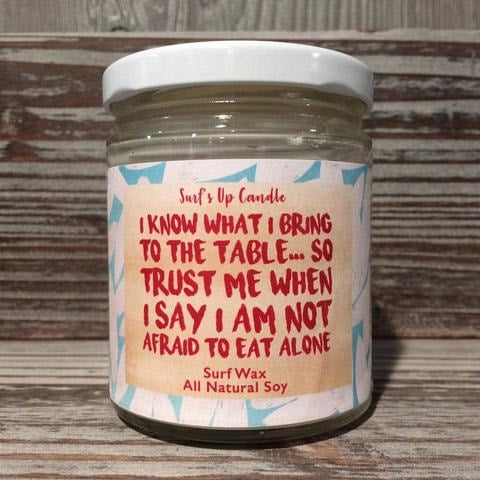 Surf's Up Candle
I KNOW WHAT I BRING
TO THE TABLE... SO
TRUST ME WHEN
I SAY I AM NOT
AFRAID TO EAT ALONE
Surf Wax
All Natural Soy